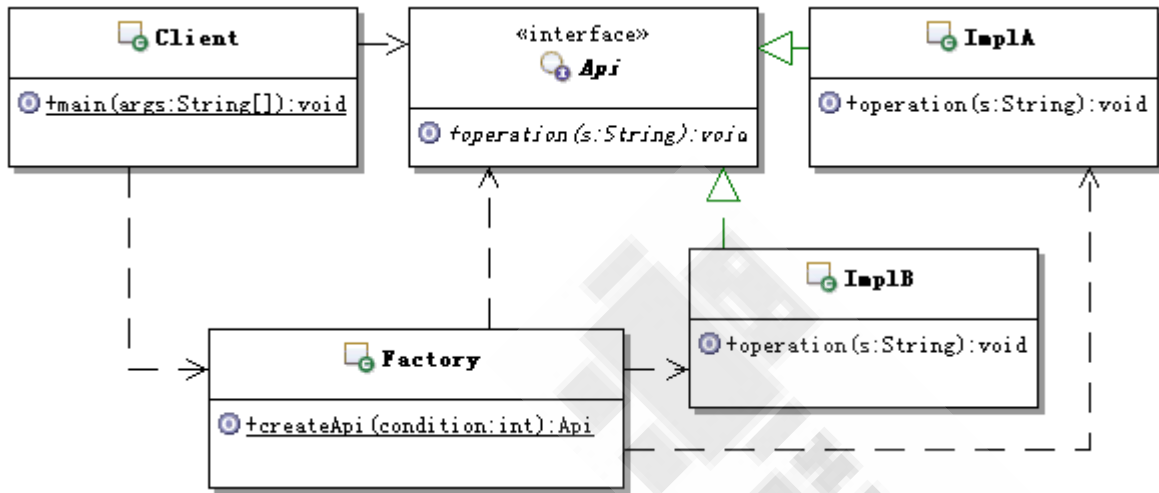 Client
+main(args:String[]):void
«interface»
Api
+operation(s:String):void
ImplA
+operation(s:String):void
ImplB
+operation(s:String):void
Factory
+createApi(condition:int):Api